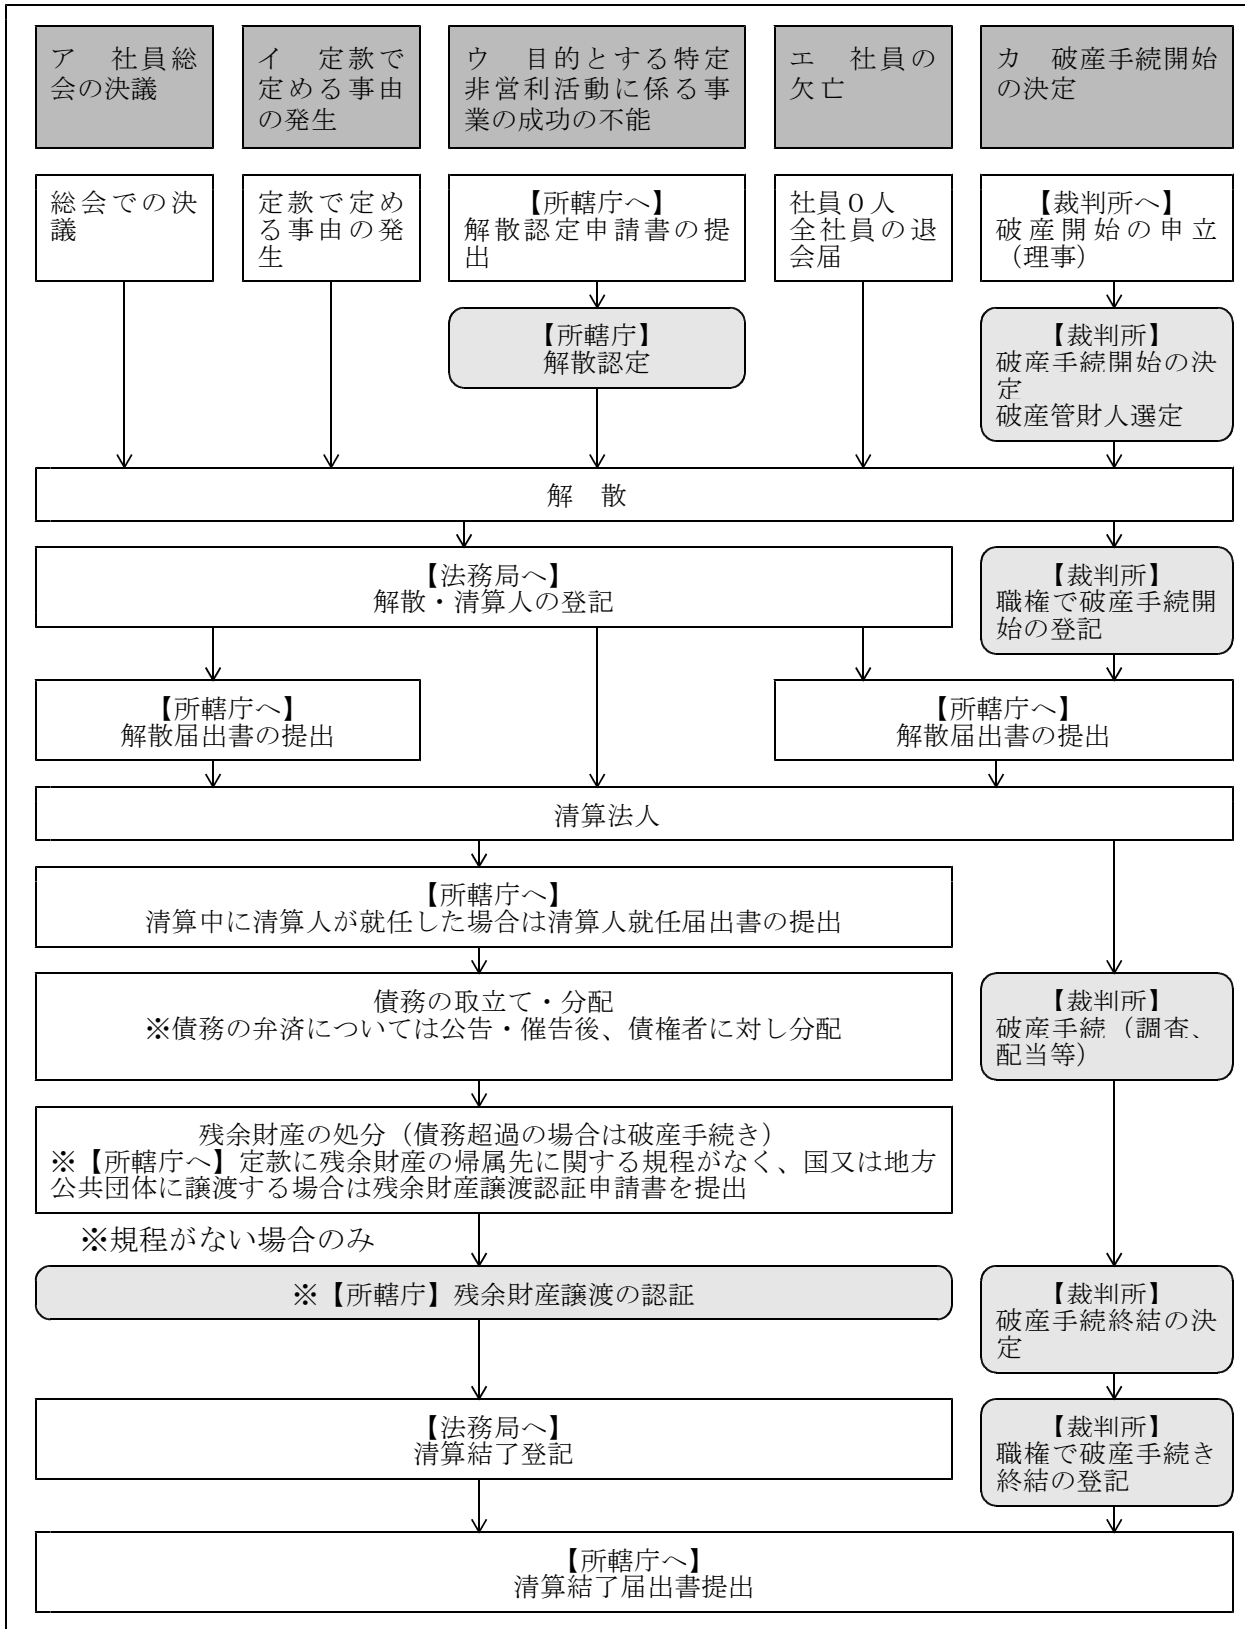 ア　社員総
会の決議
イ　定款で
定める事由
の発生
ウ　目的とする特定
非営利活動に係る事
業の成功の不能
エ　社員の
欠亡
カ　破産手続開始
の決定
総会での決
議
定款で定め
る事由の発
生
【所轄庁へ】
解散認定申請書の提
出
社員０人
全社員の退
会届
【裁判所へ】
破産開始の申立
（理事）
【所轄庁】
解散認定
【裁判所】
破産手続開始の決
定
破産管財人選定
解　散
【法務局へ】
解散・清算人の登記
【裁判所】
職権で破産手続開
始の登記
【所轄庁へ】
解散届出書の提出
【所轄庁へ】
解散届出書の提出
清算法人
【所轄庁へ】
清算中に清算人が就任した場合は清算人就任届出書の提出
債務の取立て・分配
※債務の弁済については公告・催告後、債権者に対し分配
【裁判所】
破産手続（調査、
配当等）
残余財産の処分（債務超過の場合は破産手続き）
※【所轄庁へ】定款に残余財産の帰属先に関する規程がなく、国又は地方
公共団体に譲渡する場合は残余財産譲渡認証申請書を提出
※規程がない場合のみ
※【所轄庁】残余財産譲渡の認証
【裁判所】
破産手続終結の決
定
【法務局へ】
清算結了登記
【裁判所】
職権で破産手続き
終結の登記
【所轄庁へ】
清算結了届出書提出